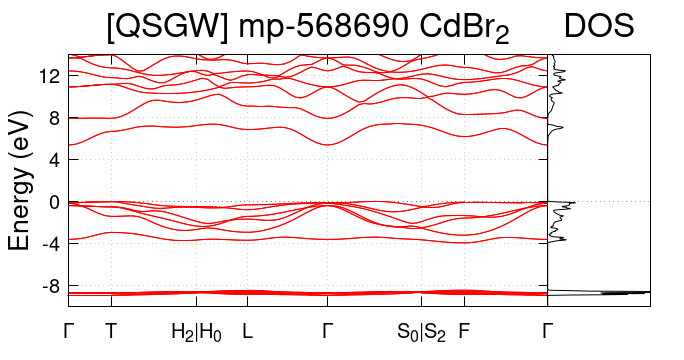 [QSGW] mp-568690 CdBr₂ DOS
Energy (eV)
12
8
4
0
-4
-8
Γ T H₂|H₀ L Γ S₀|S₂ F Γ